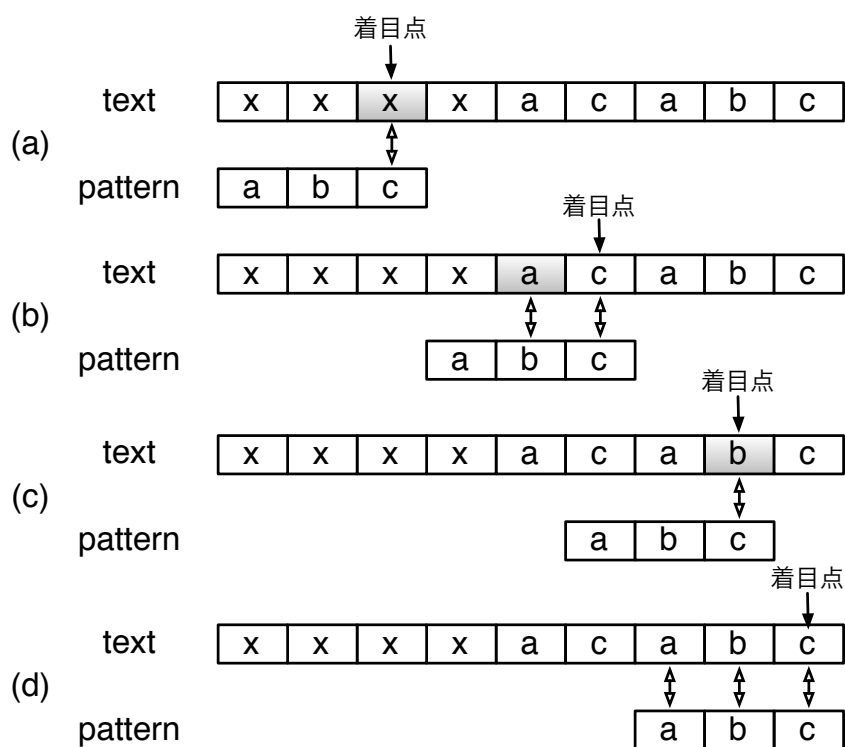 着目点
text x x x x a c a b c
(a)
pattern a b c
着目点
text x x x x a c a b c
(b)
pattern a b c
着目点
text x x x x a c a b c
(c)
pattern a b c
着目点
text x x x x a c a b c
(d)
pattern a b c